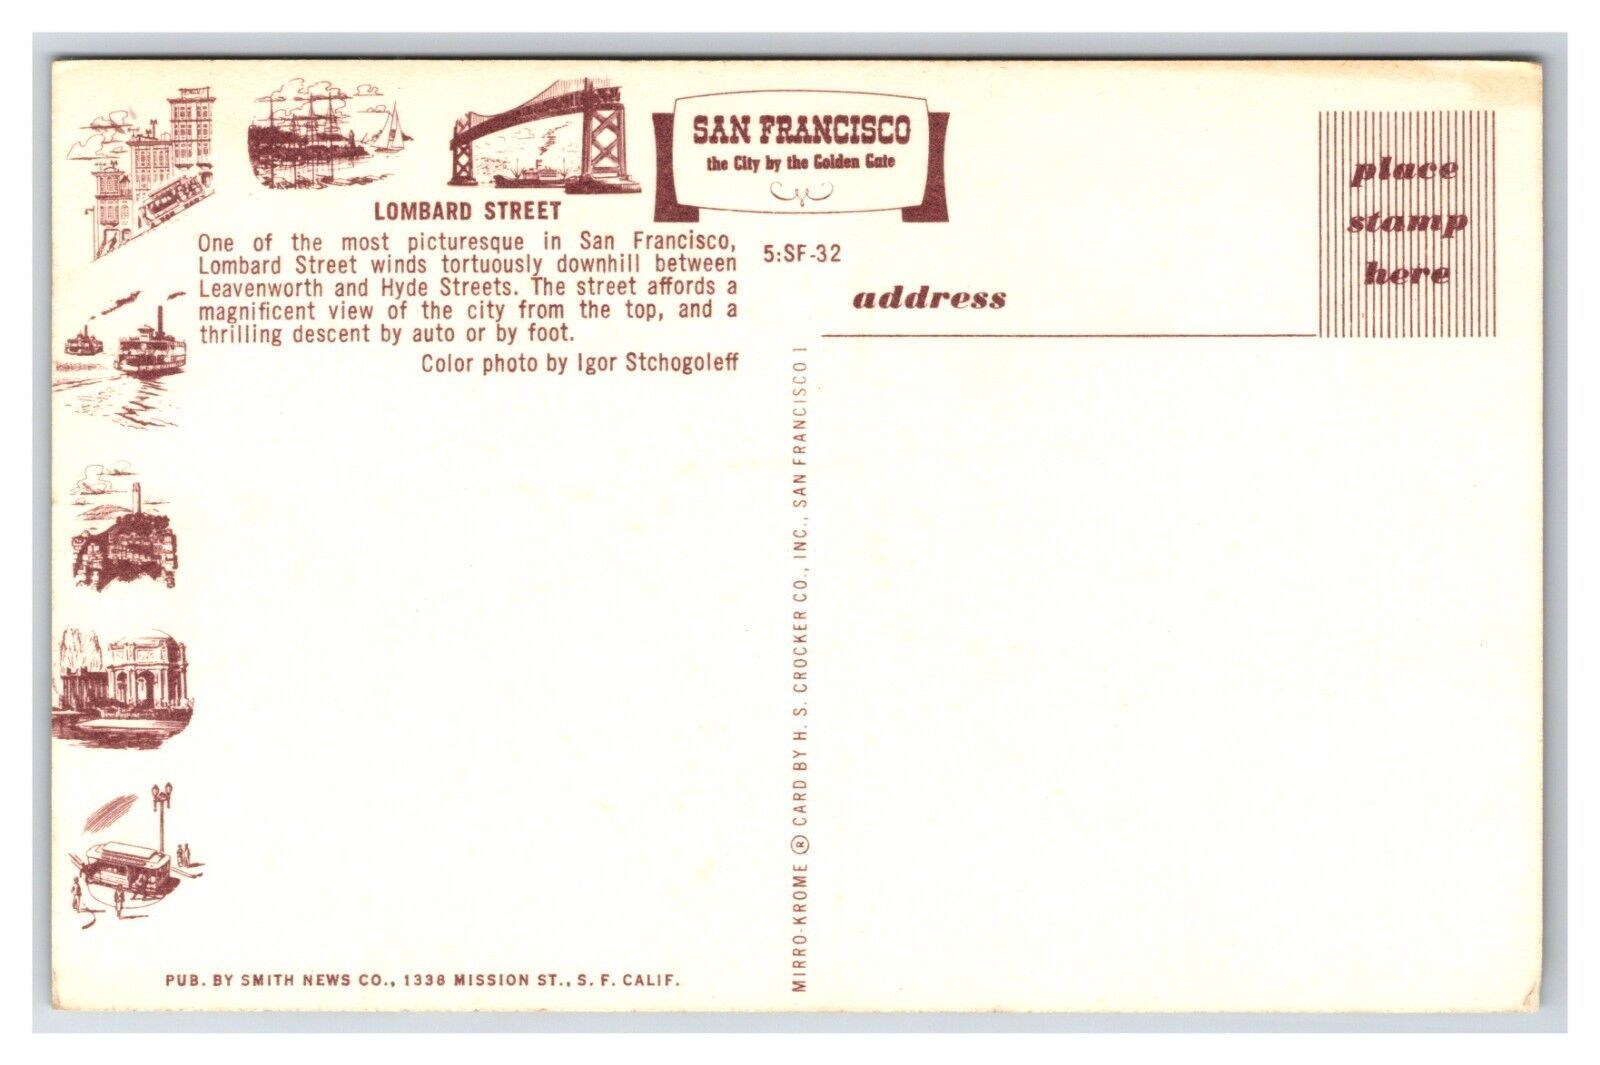 SAN FRANCISCO
the City by the Golden Gate
LOMBARD STREET
One of the most picturesque in San Francisco,
Lombard Street winds tortuously downhill between
Leavenworth and Hyde Streets. The street affords a
magnificent view of the city from the top, and a
thrilling descent by auto or by foot.
Color photo by Igor Stchogoleff
5:SF-32
place
stamp
here
address
MIRRO-KROME ® CARD BY H. S. CROCKER CO., INC., SAN FRANCISCO 1
PUB. BY SMITH NEWS CO., 1338 MISSION ST., S. F. CALIF.